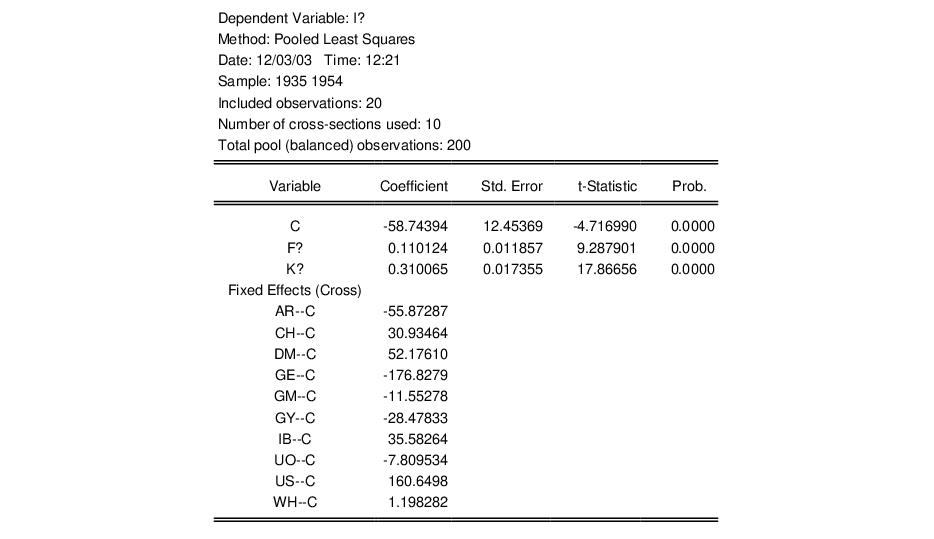 Dependent Variable: I?
Method: Pooled Least Squares
Date: 12/03/03 Time: 12:21
Sample: 1935 1954
Included observations: 20
Number of cross-sections used: 10
Total pool (balanced) observations: 200
Variable Coefficient Std. Error t-Statistic Prob.
C -58.74394 12.45369 -4.716990 0.0000
F? 0.110124 0.011857 9.287901 0.0000
K? 0.310065 0.017355 17.86656 0.0000
Fixed Effects (Cross)
AR--C -55.87287
CH--C 30.93464
DM--C 52.17610
GE--C -176.8279
GM--C -11.55278
GY--C -28.47833
IB--C 35.58264
UO--C -7.809534
US--C 160.6498
WH--C 1.198282